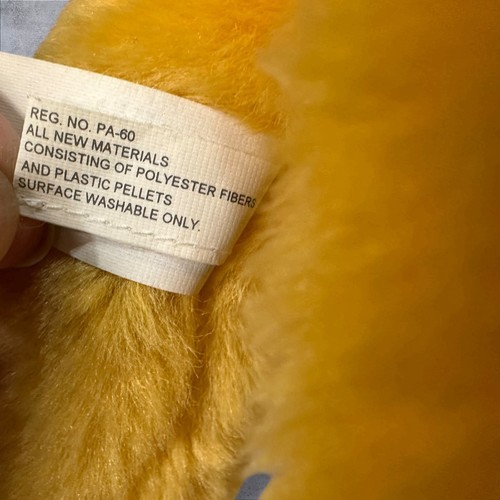 REG. NO. PA-60
ALL NEW MATERIALS
CONSISTING OF POLYESTER FIBERS
AND PLASTIC PELLETS
SURFACE WASHABLE ONLY.